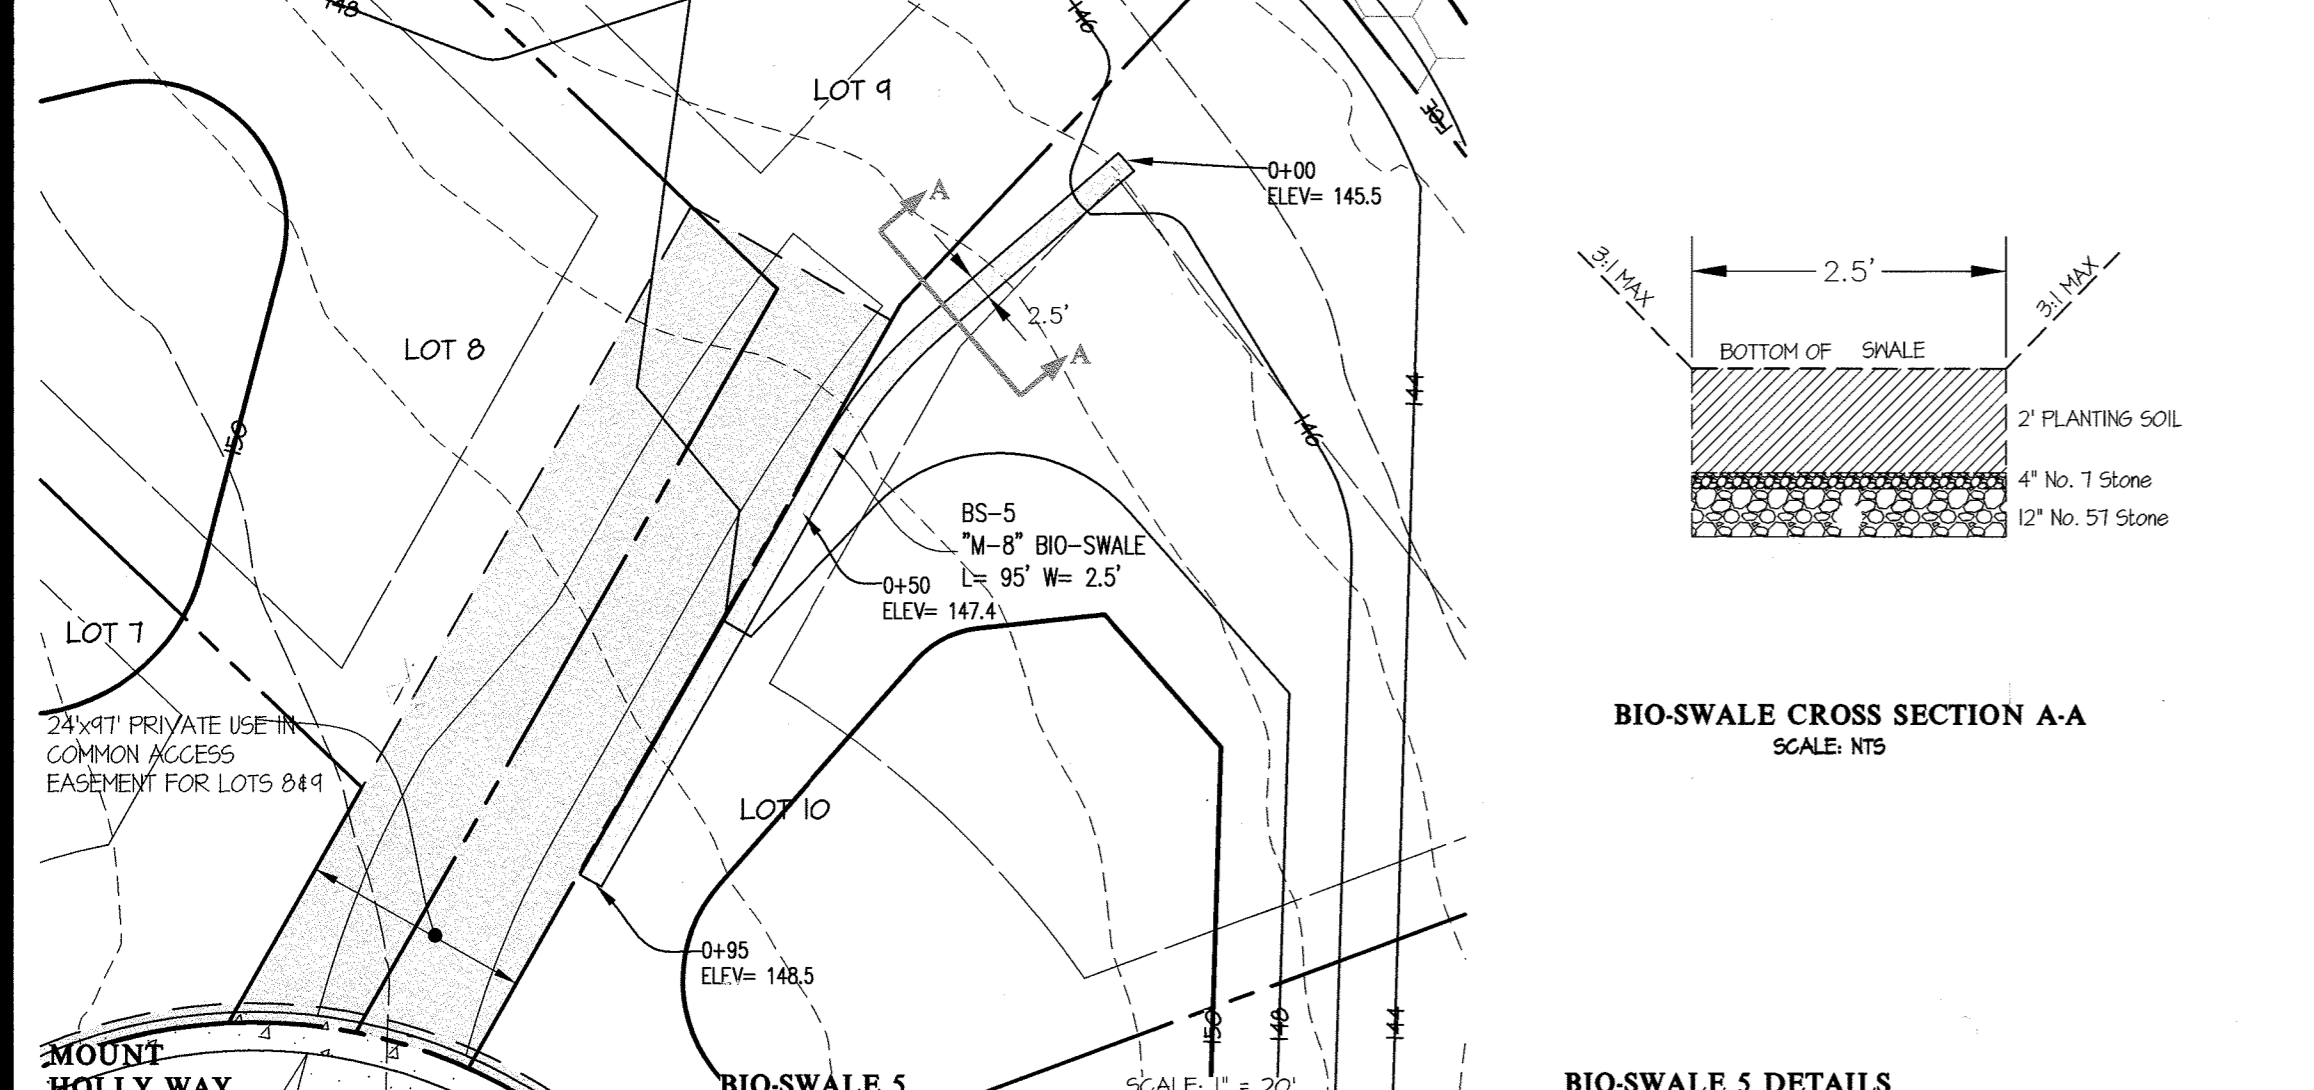 148
146
LOT 9
FCE
0+00
ELEV= 145.5
A
2.5'
A
LOT 8
150
144
146
BS-5
"M-8" BIO-SWALE
L= 95' W= 2.5'
0+50
ELEV= 147.4
LOT 7
24'x97' PRIVATE USE IN
COMMON ACCESS
EASEMENT FOR LOTS 8&9
LOT 10
0+95
ELEV= 148.5
150
148
144
MOUNT
HOLLY WAY
BIO-SWALE 5
SCALE: 1" = 20'
3:1 MAX
2.5'
3:1 MAX
BOTTOM OF SWALE
2' PLANTING SOIL
4" No. 7 Stone
12" No. 57 Stone
BIO-SWALE CROSS SECTION A-A
SCALE: NTS
BIO-SWALE 5 DETAILS